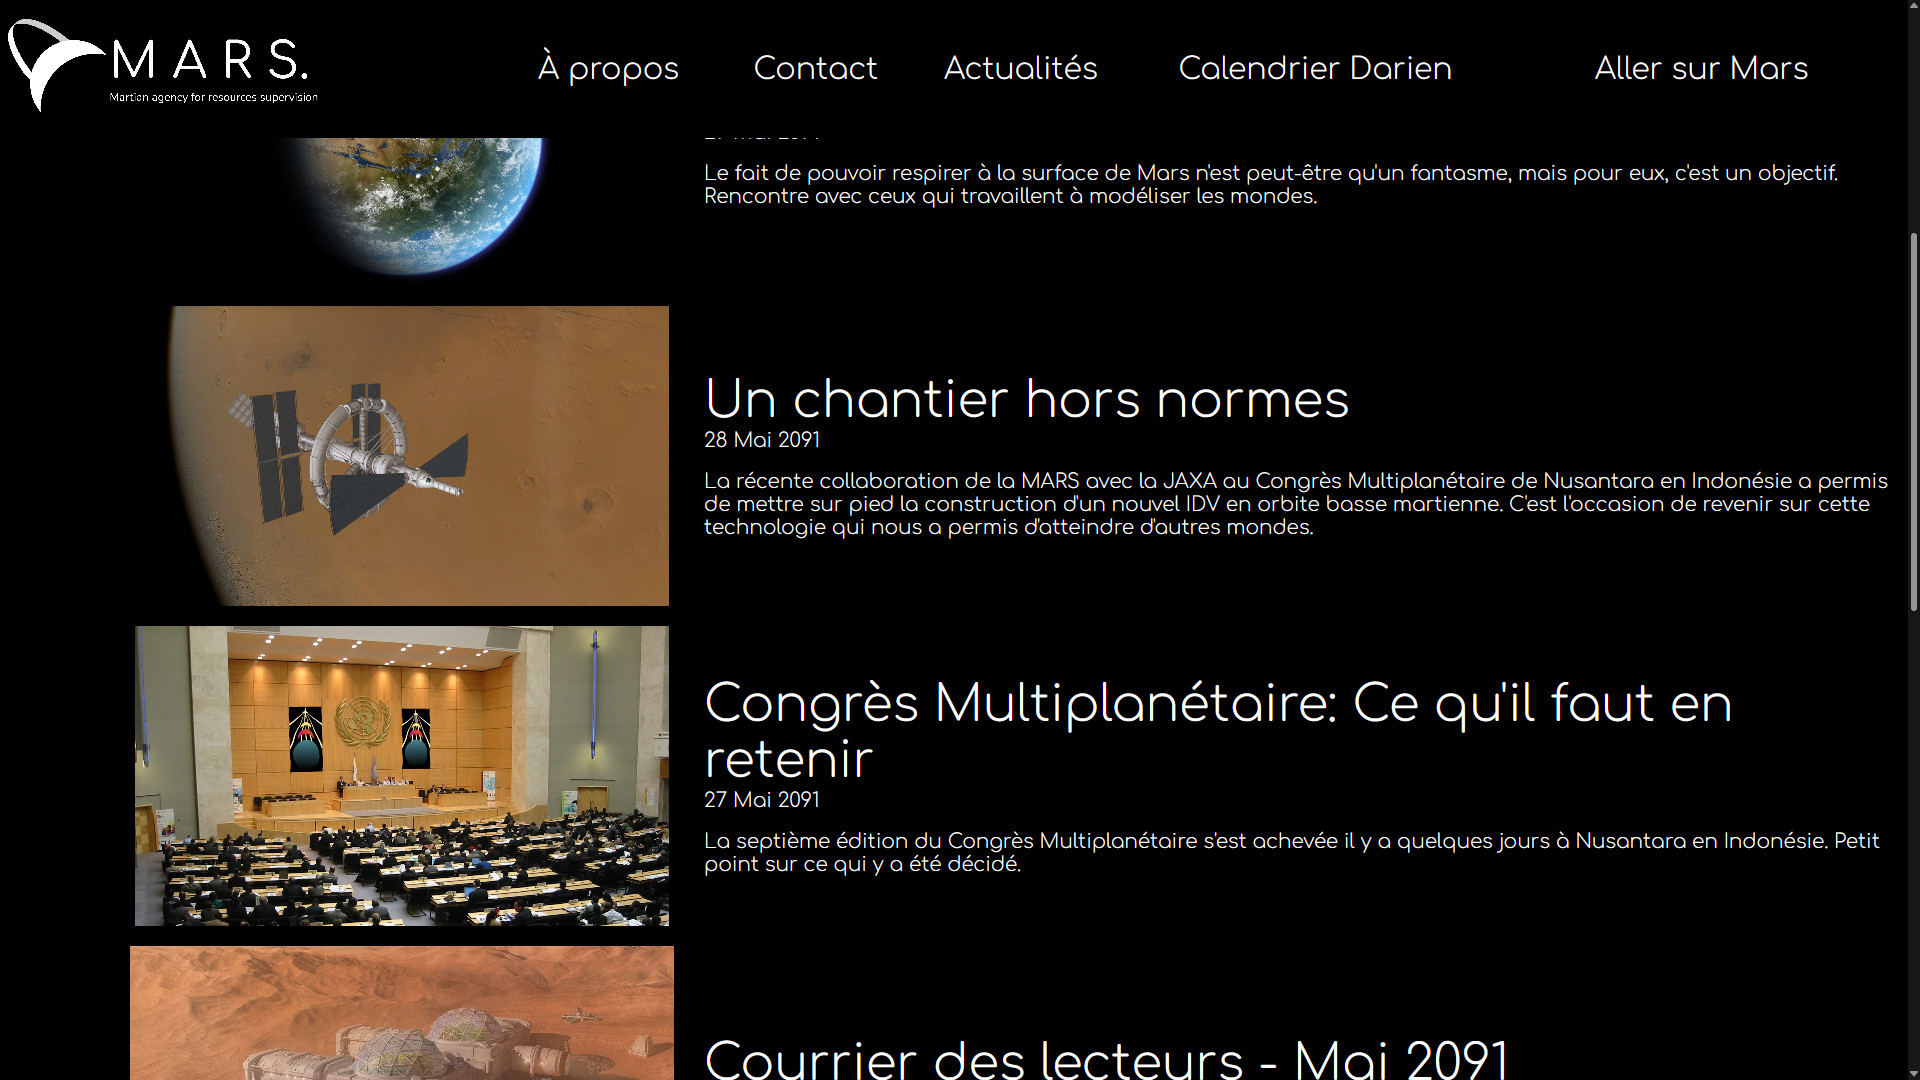 MARS.
Martian agency for resources supervision
À propos
Contact
Actualités
Calendrier Darien
Aller sur Mars
Le fait de pouvoir respirer à la surface de Mars n'est peut-être qu'un fantasme, mais pour eux, c'est un objectif.
Rencontre avec ceux qui travaillent à modéliser les mondes.
Un chantier hors normes
28 Mai 2091
La récente collaboration de la MARS avec la JAXA au Congrès Multiplanétaire de Nusantara en Indonésie a permis
de mettre sur pied la construction d'un nouvel IDV en orbite basse martienne. C'est l'occasion de revenir sur cette
technologie qui nous a permis d'atteindre d'autres mondes.
Congrès Multiplanétaire: Ce qu'il faut en
retenir
27 Mai 2091
La septième édition du Congrès Multiplanétaire s'est achevée il y a quelques jours à Nusantara en Indonésie. Petit
point sur ce qui y a été décidé.
Courrier des lecteurs - Mai 2091